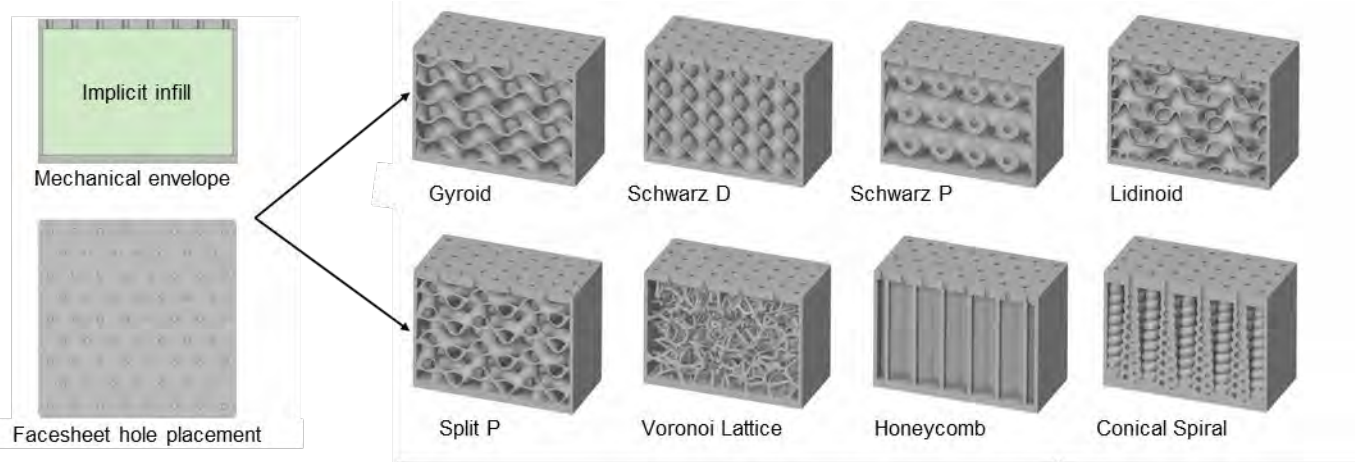 Implicit infill
Mechanical envelope
Facesheet hole placement
Gyroid
Schwarz D
Schwarz P
Lidinoid
Split P
Voronoi Lattice
Honeycomb
Conical Spiral